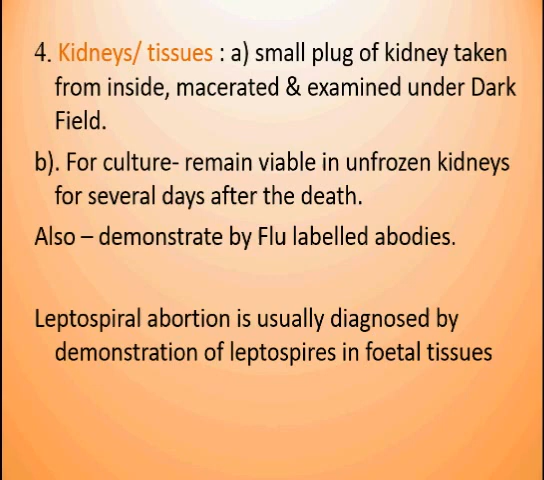 4. Kidneys/ tissues : a) small plug of kidney taken
from inside, macerated & examined under Dark
Field.
b). For culture- remain viable in unfrozen kidneys
for several days after the death.
Also – demonstrate by Flu labelled abodies.
Leptospiral abortion is usually diagnosed by
demonstration of leptospires in foetal tissues